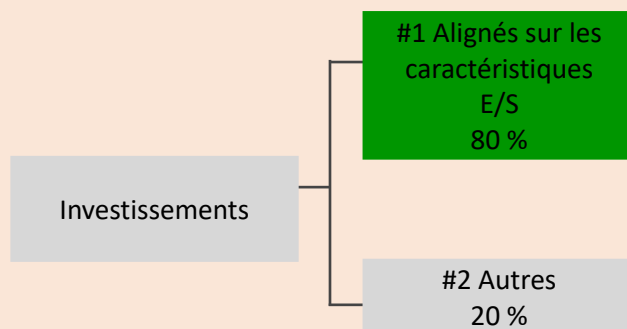 #1 Alignés sur les
caractéristiques
E/S
80 %
Investissements
#2 Autres
20 %